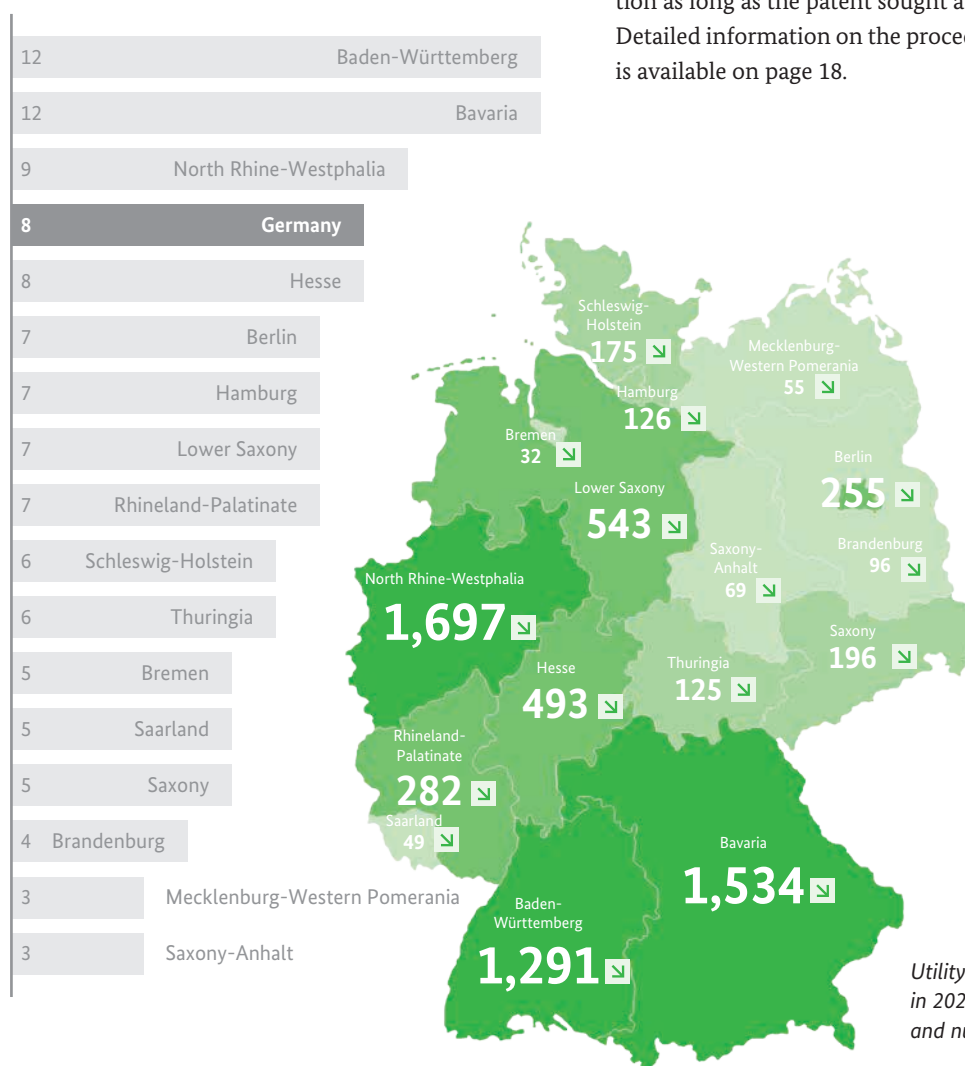 tion as long as the patent sought a
Detailed information on the proced
is available on page 18.
12 Baden-Württemberg
12 Bavaria
9 North Rhine-Westphalia
8 Germany
8 Hesse
7 Berlin
7 Hamburg
7 Lower Saxony
7 Rhineland-Palatinate
6 Schleswig-Holstein
6 Thuringia
5 Bremen
5 Saarland
5 Saxony
4 Brandenburg
3 Mecklenburg-Western Pomerania
3 Saxony-Anhalt
Schleswig-
Holstein
175
Mecklenburg-
Western Pomerania
55
Hamburg
126
Bremen
32
Berlin
255
Lower Saxony
543
Saxony-
Anhalt
69
Brandenburg
96
North Rhine-Westphalia
1,697
Saxony
196
Hesse
493
Thuringia
125
Rhineland-
Palatinate
282
Saarland
49
Bavaria
1,534
Baden-
Württemberg
1,291
Utility
in 202
and nu